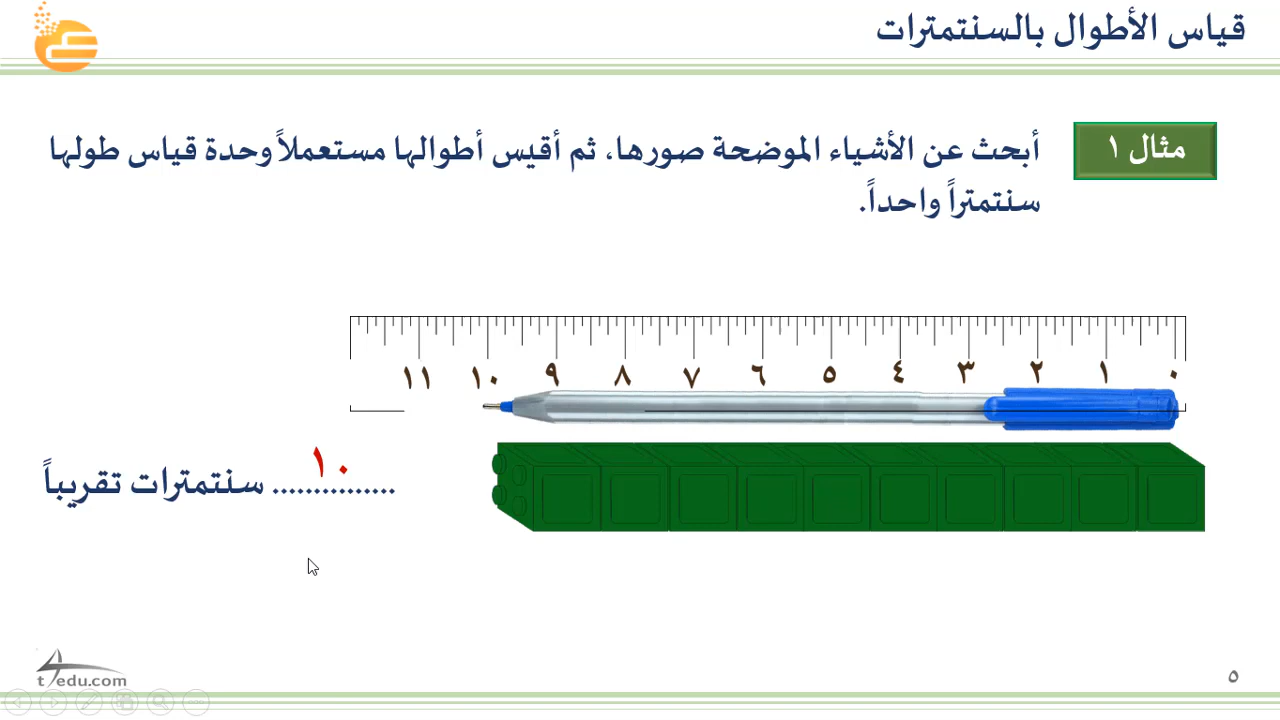 قياس الأطوال بالسنتمترات
مثال ١
أبحث عن الأشياء الموضحة صورها، ثم أقيس أطوالها مستعملاً وحدة قياس طولها
سنتمتراً واحداً.
٠ ١ ٢ ٣ ٤ ٥ ٦ ٧ ٨ ٩ ١٠ ١١
١٠
............... سنتمترات تقريباً
t4edu.com
٥